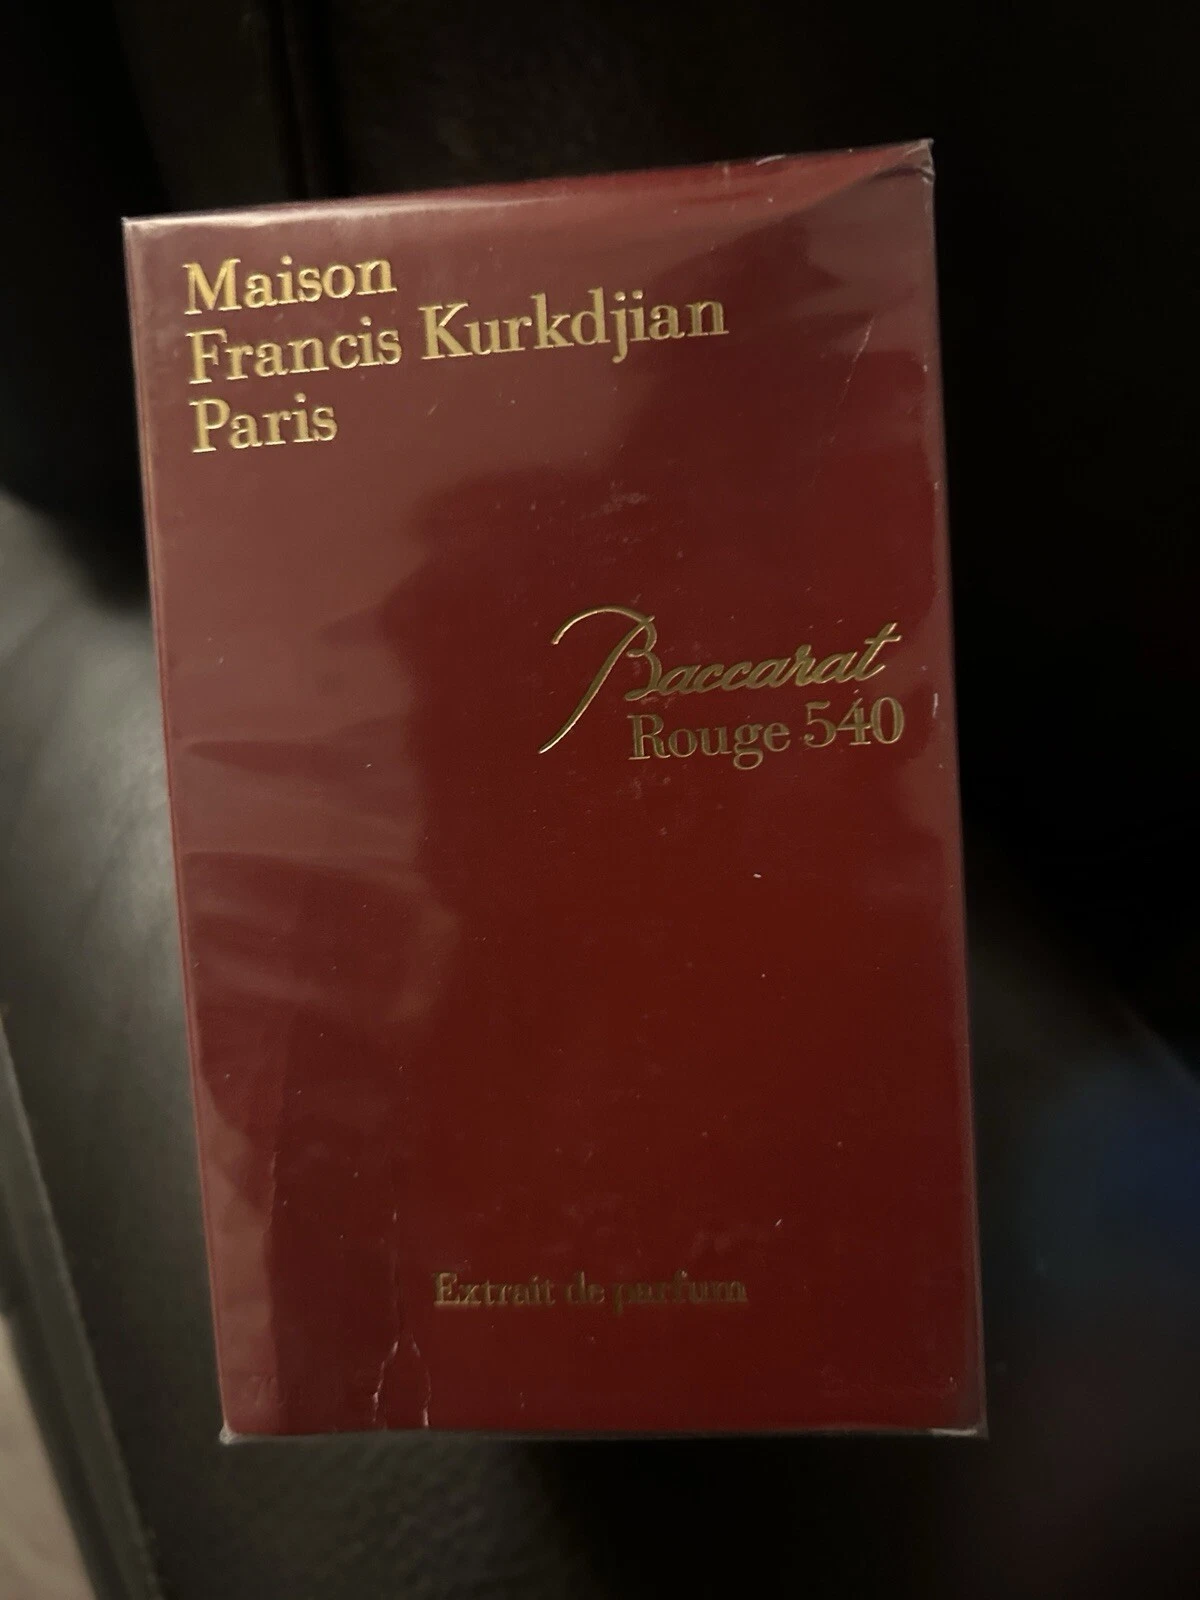 Maison
Francis Kurkdjian
Paris
Baccarat
Rouge 540
Extrait de parfum